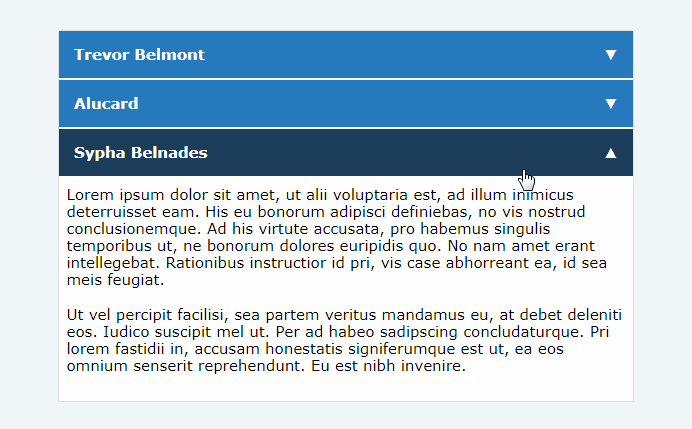 Trevor Belmont ▼
Alucard ▼
Sypha Belnades ▲
Lorem ipsum dolor sit amet, ut alii voluptaria est, ad illum inimicus
deterruisset eam. His eu bonorum adipisci definiebas, no vis nostrud
conclusionemque. Ad his virtute accusata, pro habemus singulis
temporibus ut, ne bonorum dolores euripidis quo. No nam amet erant
intellegebat. Rationibus instructior id pri, vis case abhorreant ea, id sea
meis feugiat.
Ut vel percipit facilisi, sea partem veritus mandamus eu, at debet deleniti
eos. Iudico suscipit mel ut. Per ad habeo sadipscing concludaturque. Pri
lorem fastidii in, accusam honestatis signiferumque est ut, ea eos
omnium senserit reprehendunt. Eu est nibh invenire.